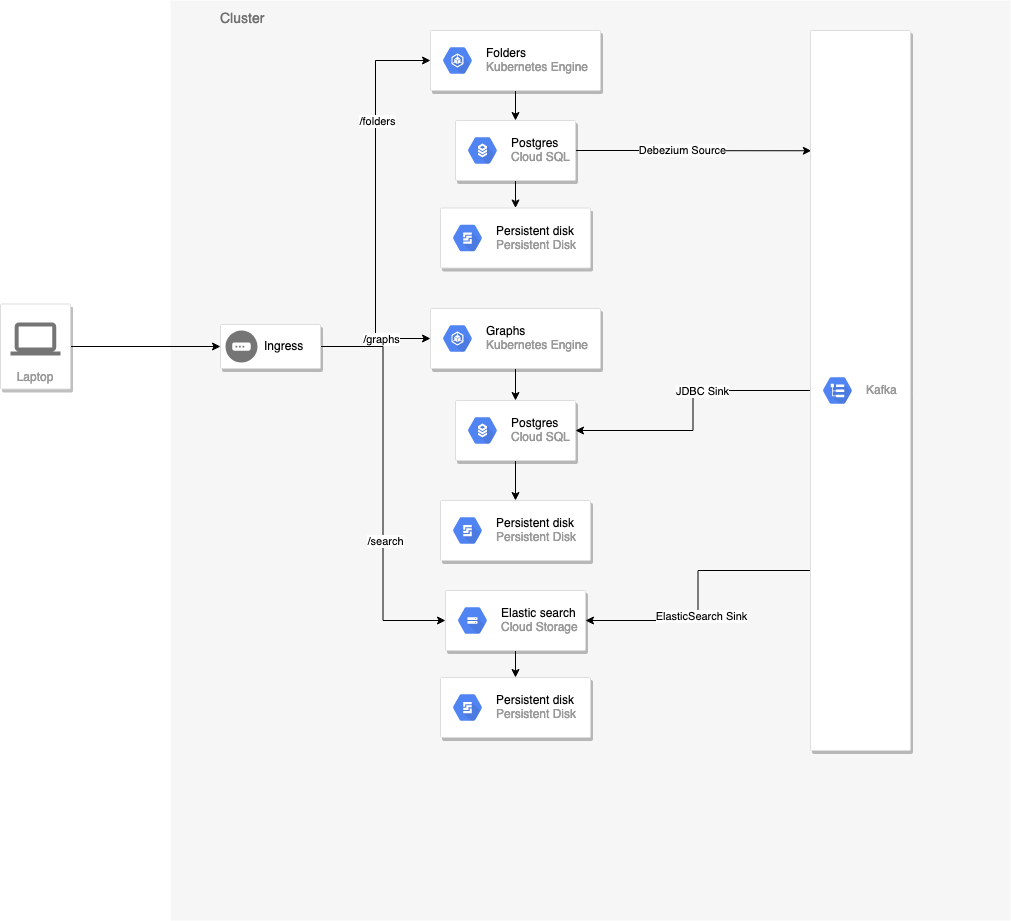 Cluster
Folders
Kubernetes Engine
/folders
Postgres
Cloud SQL
Debezium Source
Persistent disk
Persistent Disk
Laptop
Ingress
/graphs
Graphs
Kubernetes Engine
JDBC Sink
Kafka
Postgres
Cloud SQL
Persistent disk
Persistent Disk
/search
Elastic search
Cloud Storage
ElasticSearch Sink
Persistent disk
Persistent Disk